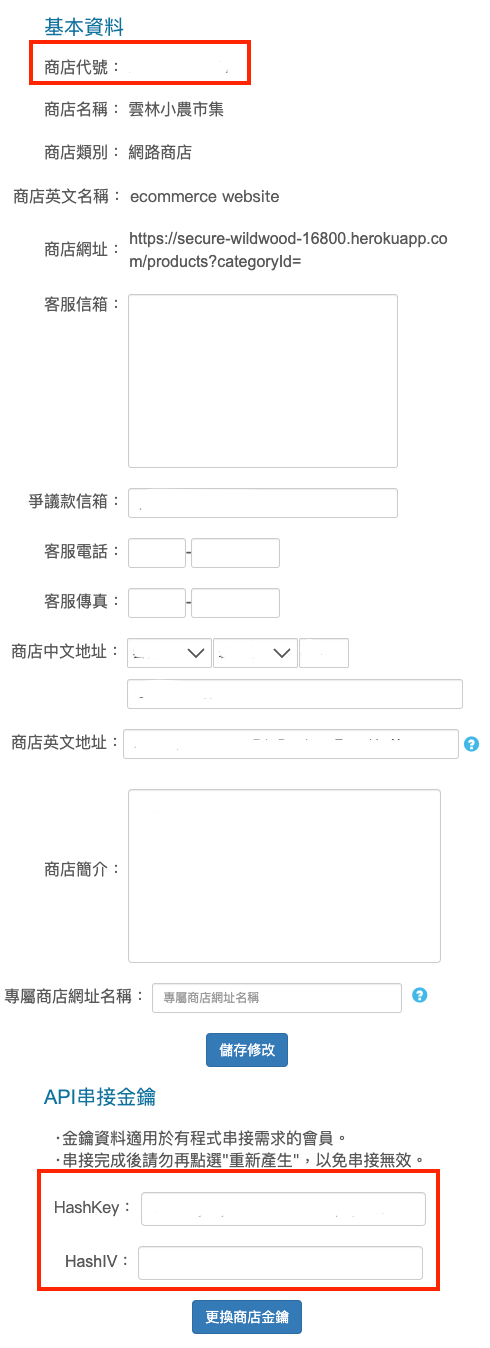 基本資料
商店代號：
商店名稱： 雲林小農市集
商店類別： 網路商店
商店英文名稱： ecommerce website
商店網址： https://secure-wildwood-16800.herokuapp.co
m/products?categoryId=
客服信箱：
爭議款信箱：
客服電話： -
客服傳真： -
商店中文地址：
商店英文地址：
商店簡介：
專屬商店網址名稱： 專屬商店網址名稱
儲存修改
API串接金鑰
·金鑰資料適用於有程式串接需求的會員。
·串接完成後請勿再點選"重新產生"，以免串接無效。
HashKey：
HashIV：
更換商店金鑰